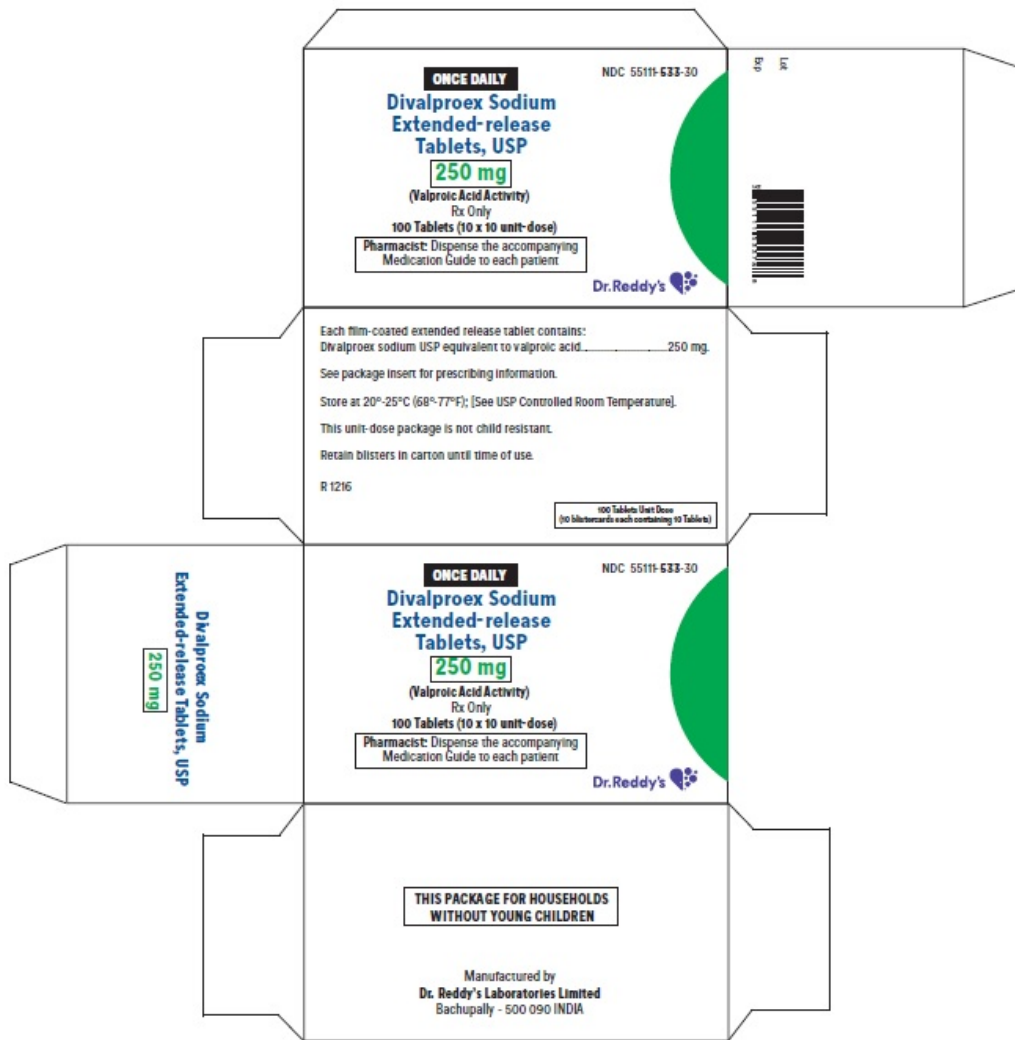 ONCE DAILY
NDC 55111-533-30
Divalproex Sodium
Extended-release
Tablets, USP
250 mg
(Valproic Acid Activity)
Rx Only
100 Tablets (10 x 10 unit-dose)
Pharmacist: Dispense the accompanying
Medication Guide to each patient
Dr.Reddy's
Lot
Exp
Each film-coated extended release tablet contains:
Divalproex sodium USP equivalent to valproic acid..............................250 mg.
See package insert for prescribing information.
Store at 20°-25°C (68°-77°F); [See USP Controlled Room Temperature].
This unit-dose package is not child resistant.
Retain blisters in carton until time of use.
R 1216
100 Tablets Unit Dose
(10 blistercards each containing 10 Tablets)
Divalproex Sodium
Extended-release Tablets, USP
250 mg
ONCE DAILY
NDC 55111-533-30
Divalproex Sodium
Extended-release
Tablets, USP
250 mg
(Valproic Acid Activity)
Rx Only
100 Tablets (10 x 10 unit-dose)
Pharmacist: Dispense the accompanying
Medication Guide to each patient
Dr.Reddy's
THIS PACKAGE FOR HOUSEHOLDS
WITHOUT YOUNG CHILDREN
Manufactured by
Dr. Reddy's Laboratories Limited
Bachupally - 500 090 INDIA